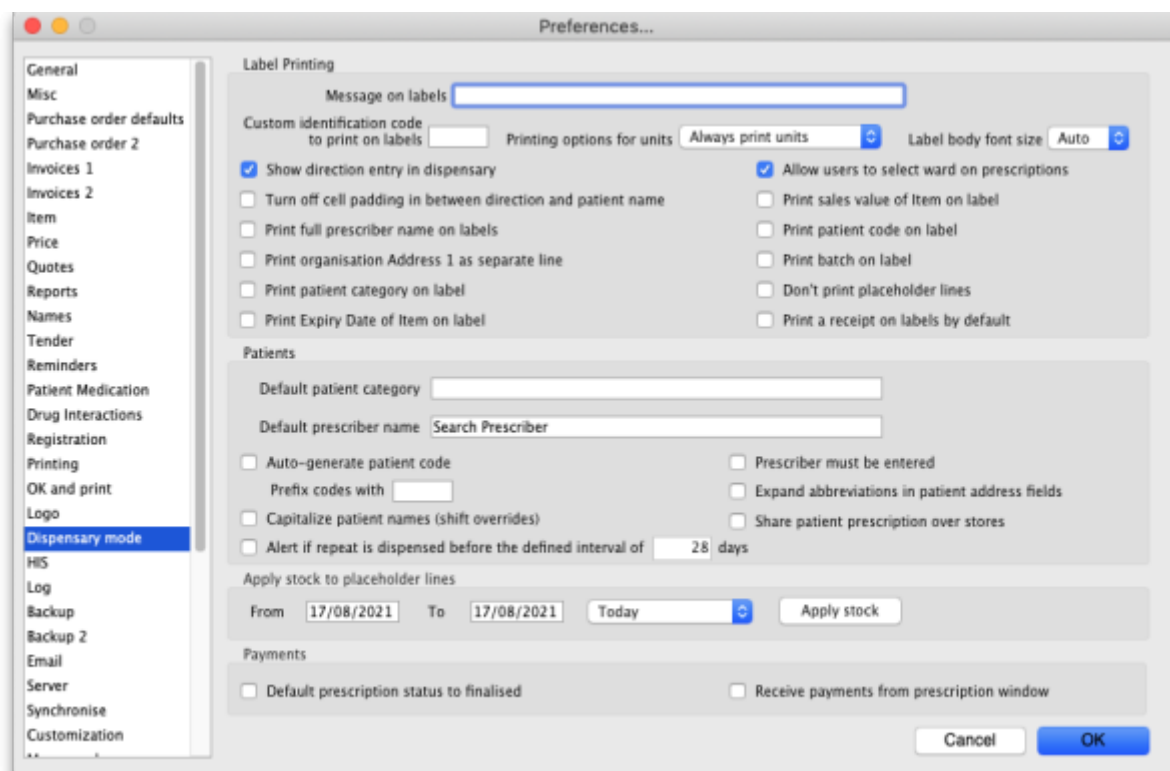 Preferences...
General
Misc
Purchase order defaults
Purchase order 2
Invoices 1
Invoices 2
Item
Price
Quotes
Reports
Names
Tender
Reminders
Patient Medication
Drug Interactions
Registration
Printing
OK and print
Logo
Dispensary mode
HIS
Log
Backup
Backup 2
Email
Server
Synchronise
Customization
Label Printing
Message on labels
Custom identification code
to print on labels Printing options for units Always print units Label body font size Auto
Show direction entry in dispensary Allow users to select ward on prescriptions
Turn off cell padding in between direction and patient name Print sales value of Item on label
Print full prescriber name on labels Print patient code on label
Print organisation Address 1 as separate line Print batch on label
Print patient category on label Don't print placeholder lines
Print Expiry Date of Item on label Print a receipt on labels by default
Patients
Default patient category
Default prescriber name Search Prescriber
Auto-generate patient code Prescriber must be entered
Prefix codes with Expand abbreviations in patient address fields
Capitalize patient names (shift overrides) Share patient prescription over stores
Alert if repeat is dispensed before the defined interval of 28 days
Apply stock to placeholder lines
From 17/08/2021 To 17/08/2021 Today Apply stock
Payments
Default prescription status to finalised Receive payments from prescription window
Cancel OK